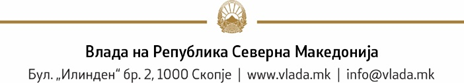 Влада на Република Северна Македонија
Бул. „Илинден“ бр. 2, 1000 Скопје | www.vlada.mk | info@vlada.mk